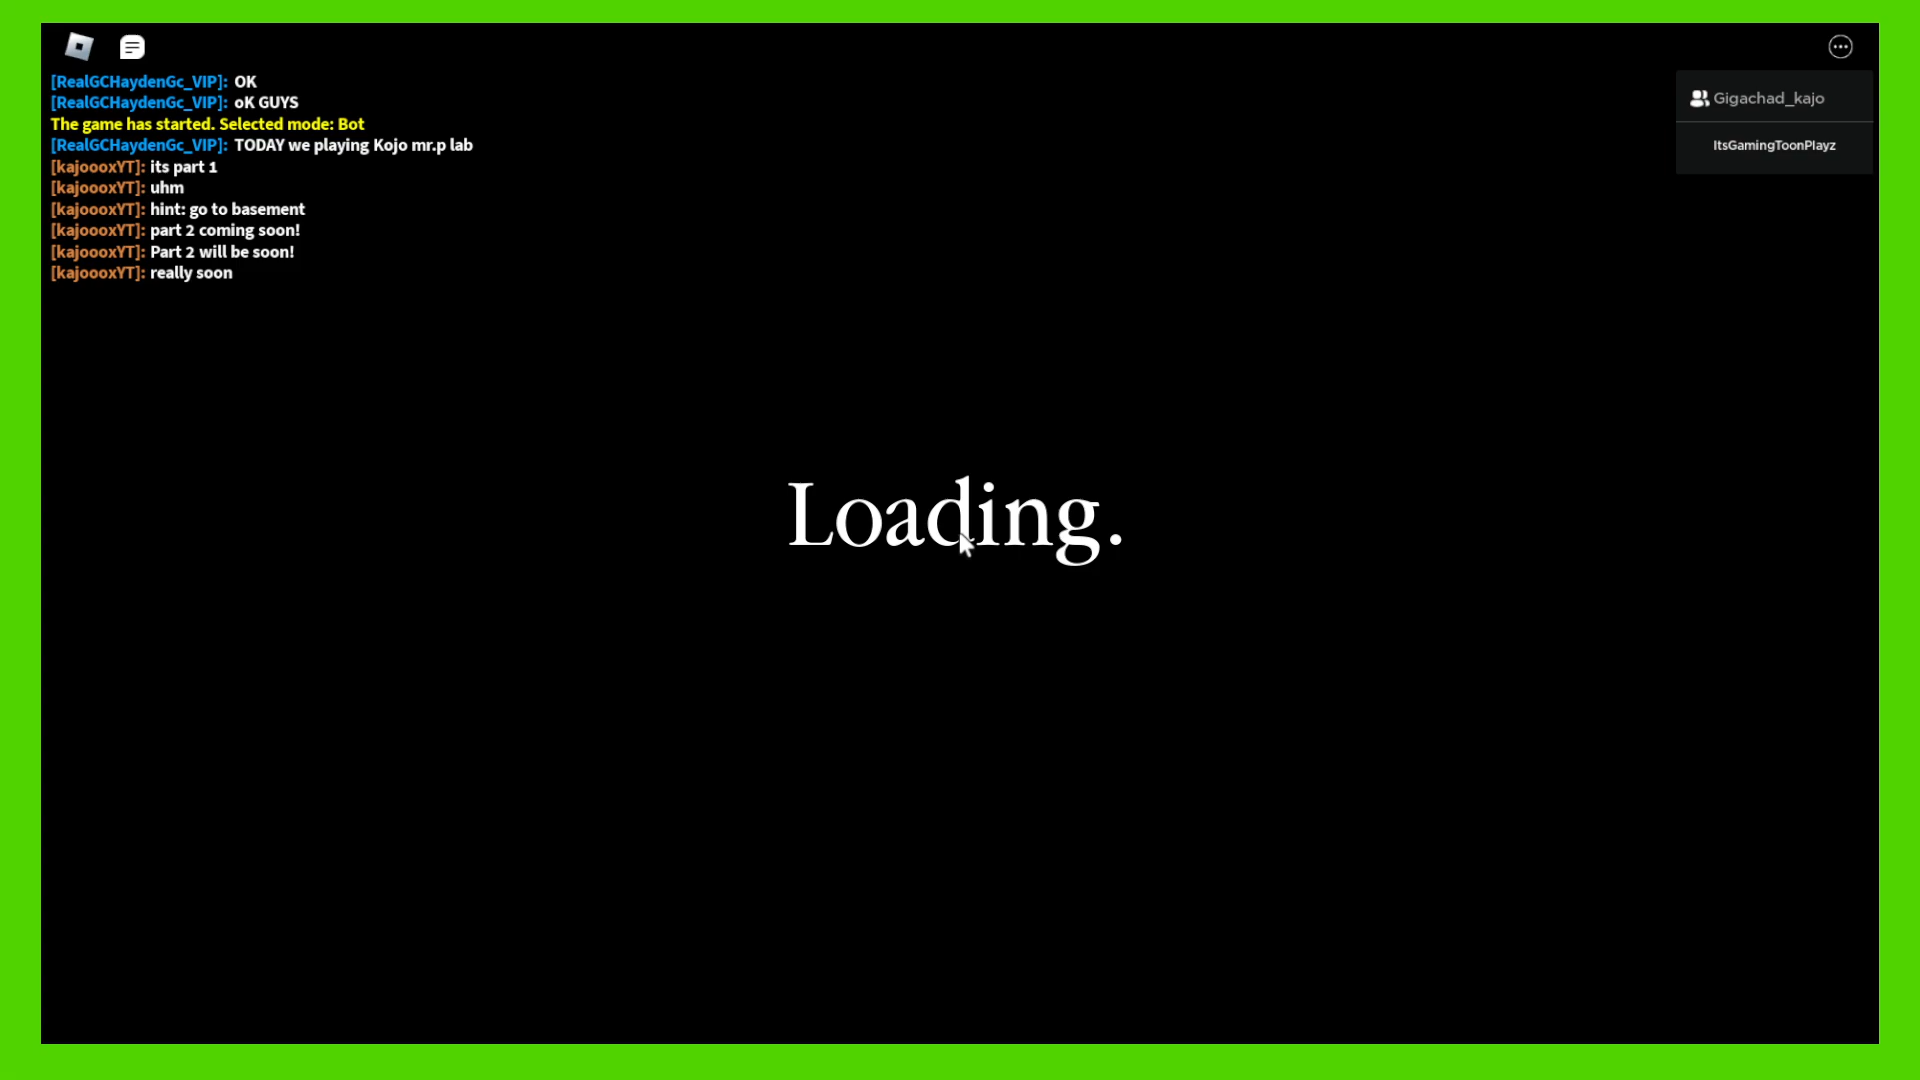 [RealGCHaydenGc_VIP]: OK
[RealGCHaydenGc_VIP]: oK GUYS
The game has started. Selected mode: Bot
[RealGCHaydenGc_VIP]: TODAY we playing Kojo mr.p lab
[kajoooxYT]: its part 1
[kajoooxYT]: uhm
[kajoooxYT]: hint: go to basement
[kajoooxYT]: part 2 coming soon!
[kajoooxYT]: Part 2 will be soon!
[kajoooxYT]: really soon
Gigachad_kajo
ItsGamingToonPlayz
Loading.